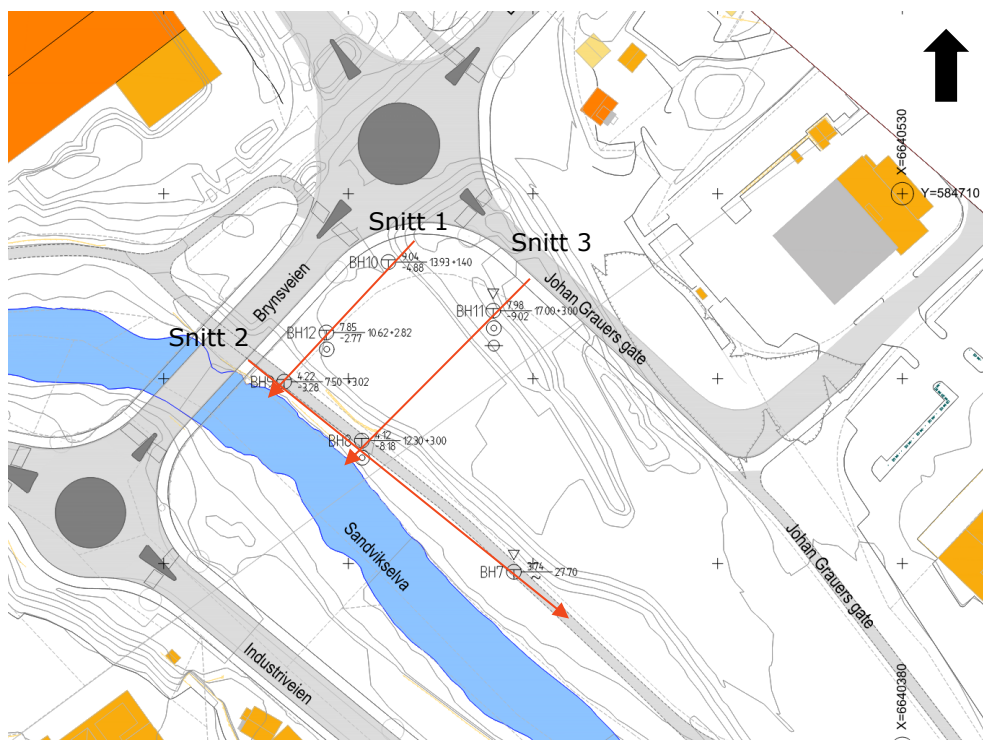 X=6640530
Y=584710
Snitt 1
Snitt 3
Brynsveien
BH10
9.04
-4.88
13.93+1.40
Johan Grauers gate
BH11
7.98
-9.02
17.00+3.00
Snitt 2
BH12
7.85
-2.77
10.62+2.82
BH9
4.22
-3.28
7.50+3.02
BH8
4.12
-8.18
12.30+3.00
Sandvikselva
BH7
3.74
~
27.70
Johan Grauers gate
Industriveien
X=6640380